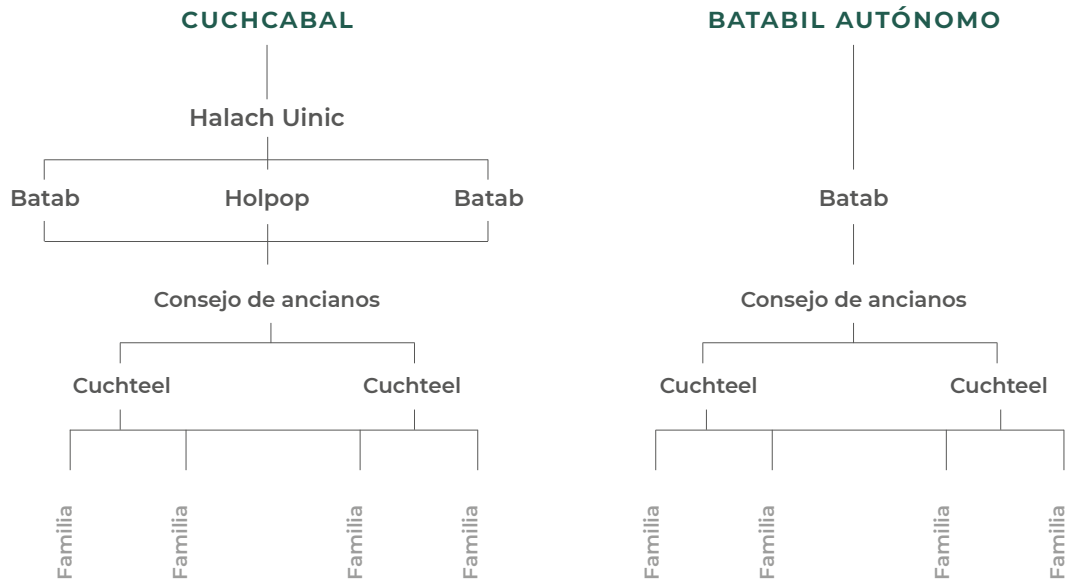 CUCHCABAL
Halach Uinic
Batab Holpop Batab
Consejo de ancianos
Cuchteel Cuchteel
Familia Familia Familia Familia
BATABIL AUTÓNOMO
Batab
Consejo de ancianos
Cuchteel Cuchteel
Familia Familia Familia Familia